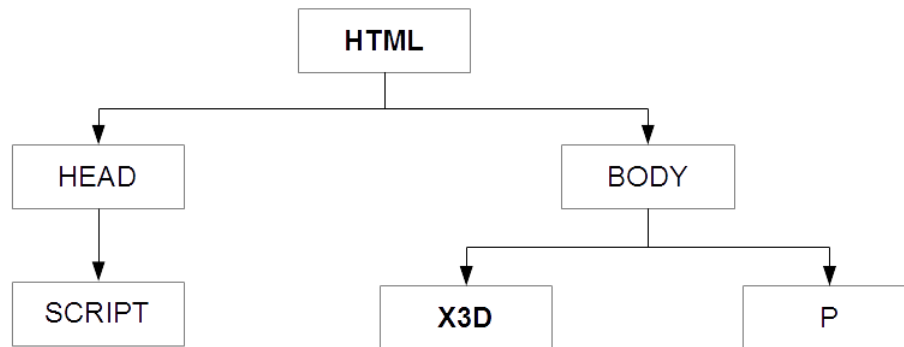 HTML
HEAD
BODY
SCRIPT
X3D
P